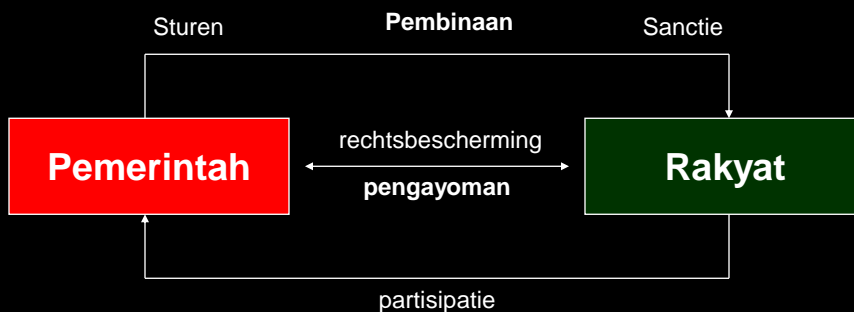 Sturen
Pembinaan
Sanctie
Pemerintah
rechtsbescherming
pengayoman
Rakyat
partisipatie